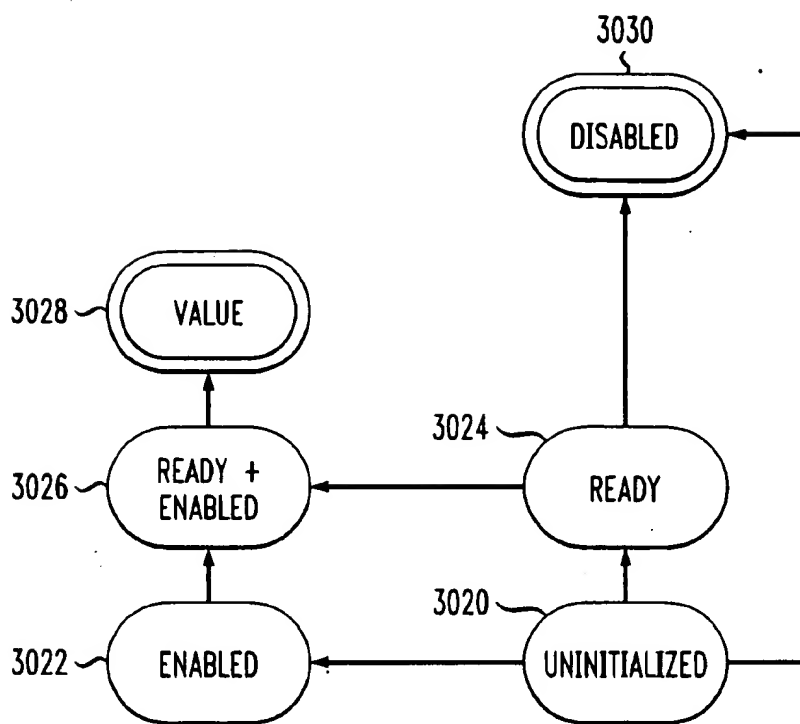 3030
DISABLED
3028
VALUE
3024
3026
READY +
ENABLED
READY
3020
3022
ENABLED
UNINITIALIZED